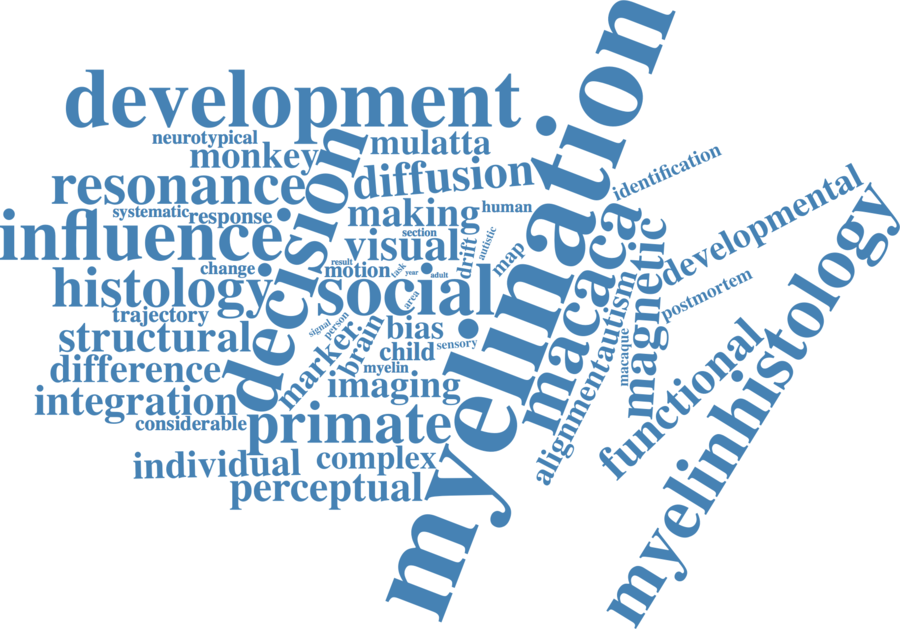 myelination
development
neurotypical
mulatta
monkey
decision
diffusion
identification
resonance
developmental
systematic
response
making
human
influence
section
visual
drift
autistic
map
macaca
myelinhistology
change
result
motion
task
year
adult
magnetic
histology
social
area
postmortem
trajectory
signal
person
structural
marker
brain
bias
child
sensory
alignment
autism
macaque
functional
difference
myelin
imaging
integration
considerable
primate
individual
complex
perceptual